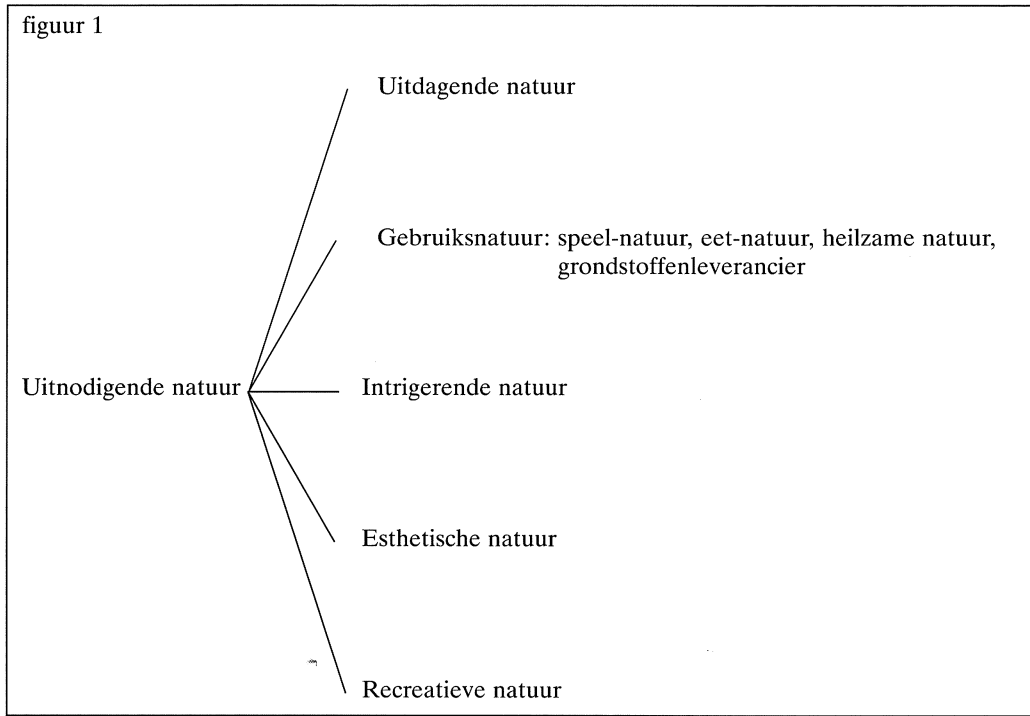 figuur 1
Uitdagende natuur
Gebruiksnatuur: speel-natuur, eet-natuur, heilzame natuur,
grondstoffenleverancier
Uitnodigende natuur
Intrigerende natuur
Esthetische natuur
Recreatieve natuur